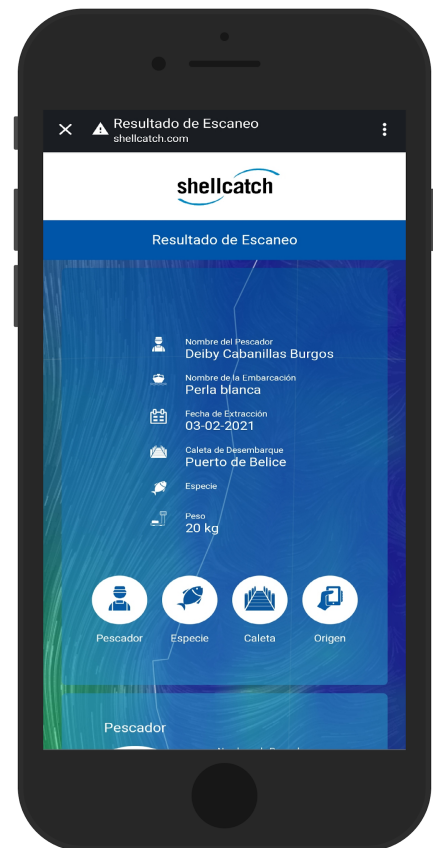 Resultado de Escaneo
shellcatch.com
shellcatch
Resultado de Escaneo
Nombre del Pescador
Deiby Cabanillas Burgos
Nombre de la Embarcación
Perla blanca
Fecha de Extracción
03-02-2021
Caleta de Desembarque
Puerto de Belice
Especie
Peso
20 kg
Pescador
Especie
Caleta
Origen
Pescador